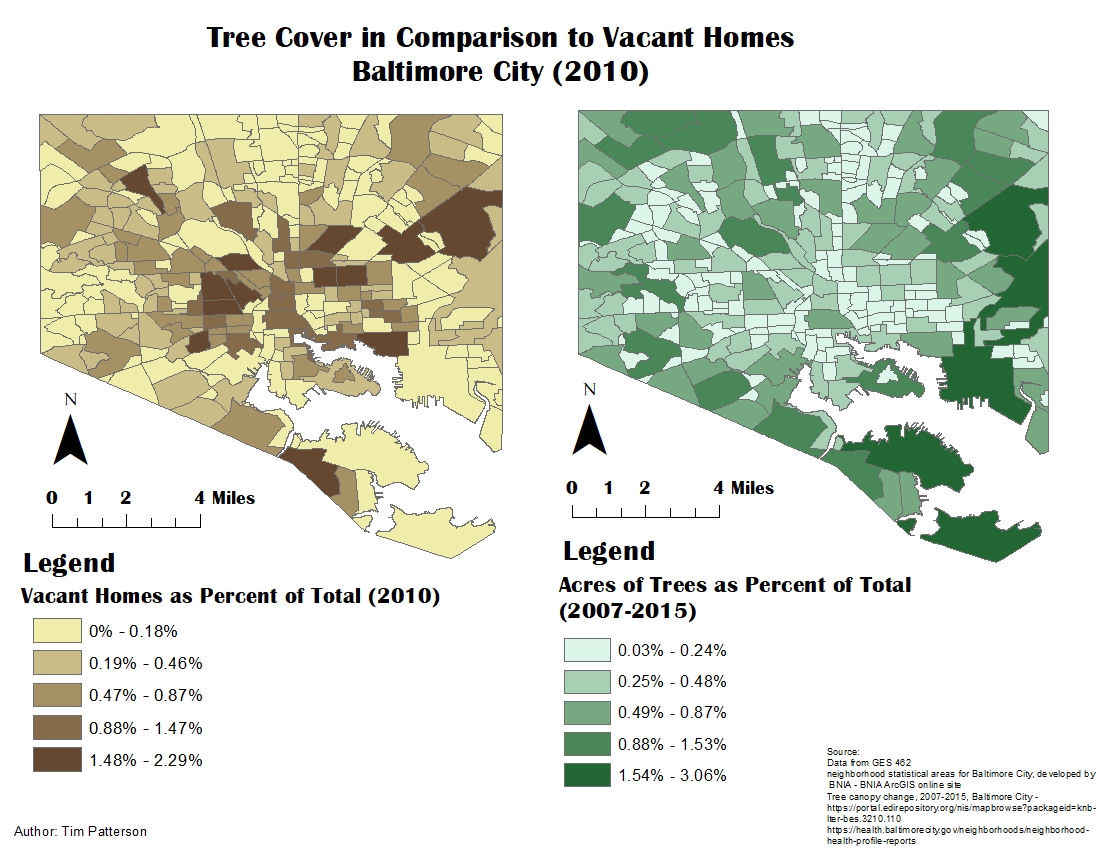 Tree Cover in Comparison to Vacant Homes
Baltimore City (2010)
N
0 1 2 4 Miles
Legend
Vacant Homes as Percent of Total (2010)
0% - 0.18%
0.19% - 0.46%
0.47% - 0.87%
0.88% - 1.47%
1.48% - 2.29%
Author: Tim Patterson
N
0 1 2 4 Miles
Legend
Acres of Trees as Percent of Total
(2007-2015)
0.03% - 0.24%
0.25% - 0.48%
0.49% - 0.87%
0.88% - 1.53%
1.54% - 3.06%
Source:
Data from GES 462
neighborhood statistical areas for Baltimore City, developed by
BNIA - BNIA ArcGIS online site
Tree canopy change, 2007-2015, Baltimore City -
https://portal.edirepository.org/nis/mapbrowse?packageid=knb-
lter-bes.3210.110
https://health.baltimorecity.gov/neighborhoods/neighborhood-
health-profile-reports